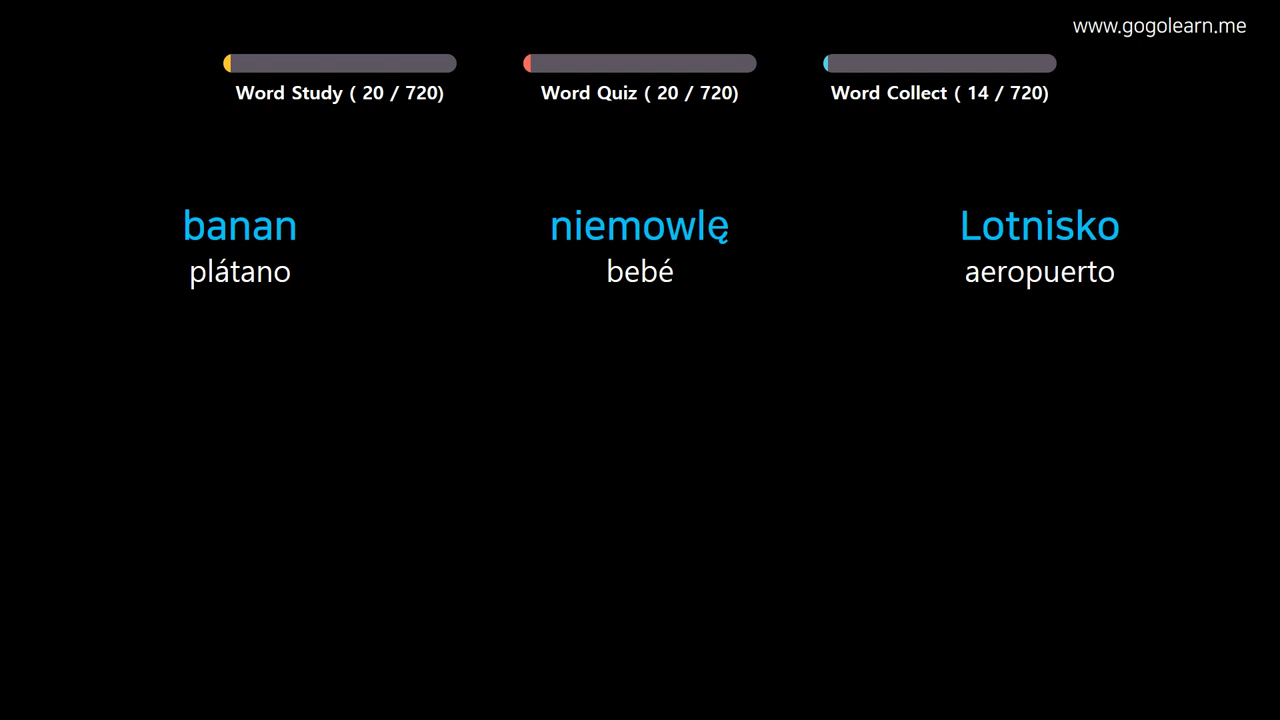 www.gogolearn.me
Word Study ( 20 / 720)
Word Quiz ( 20 / 720)
Word Collect ( 14 / 720)
banan
plátano
niemowlę
bebé
Lotnisko
aeropuerto